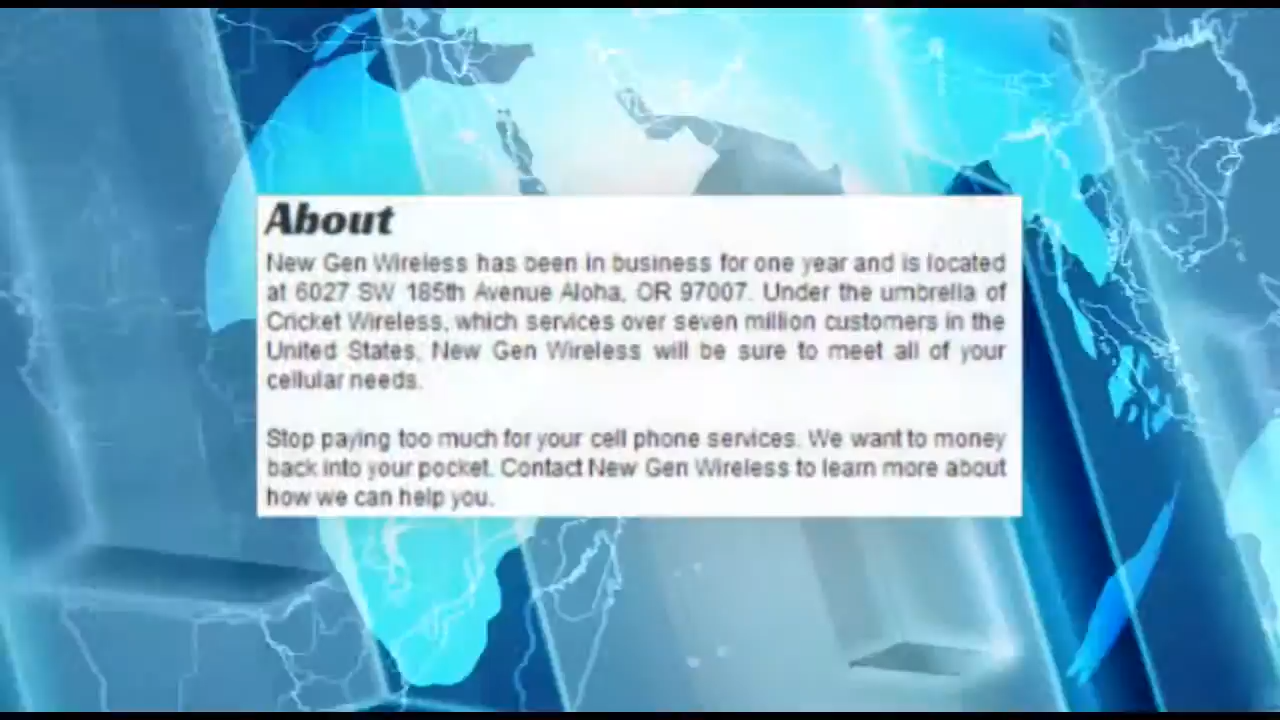 About
New Gen Wireless has been in business for one year and is located
at 6027 SW 185th Avenue Aloha, OR 97007. Under the umbrella of
Cricket Wireless, which services over seven million customers in the
United States, New Gen Wireless will be sure to meet all of your
cellular needs.
Stop paying too much for your cell phone services. We want to money
back into your pocket. Contact New Gen Wireless to learn more about
how we can help you.